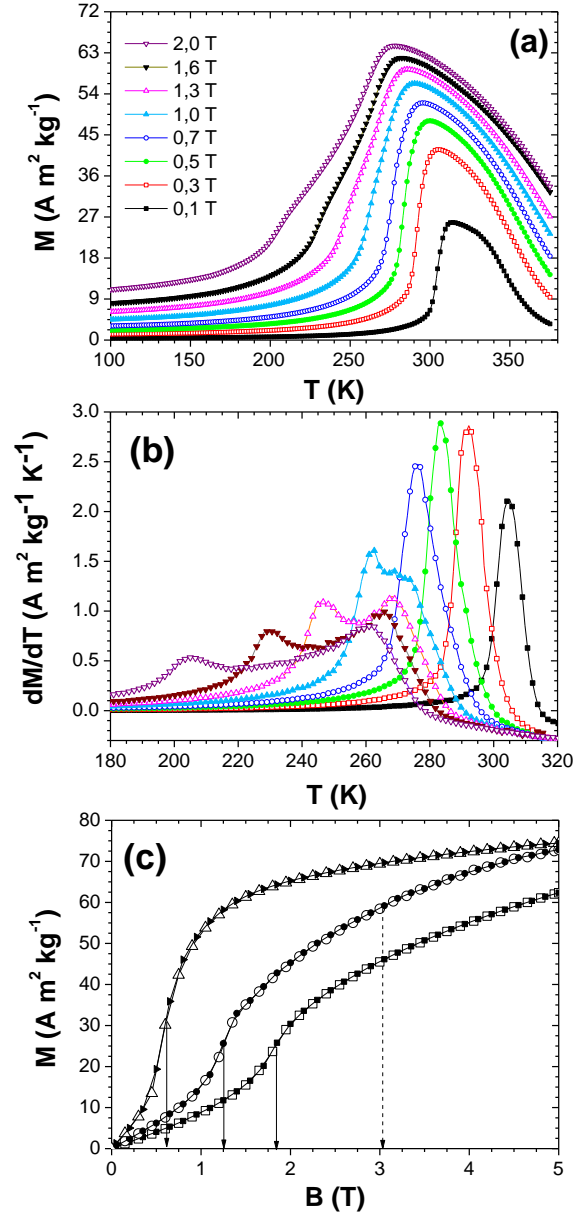 (a)
72
63
54
45
36
27
18
9
0
M (A m² kg⁻¹)
2,0 T
1,6 T
1,3 T
1,0 T
0,7 T
0,5 T
0,3 T
0,1 T
100 150 200 250 300 350
T (K)
(b)
3.0
2.5
2.0
1.5
1.0
0.5
0.0
dM/dT (A m² kg⁻¹ K⁻¹)
180 200 220 240 260 280 300 320
T (K)
(c)
80
70
60
50
40
30
20
10
0
M (A m² kg⁻¹)
0 1 2 3 4 5
B (T)